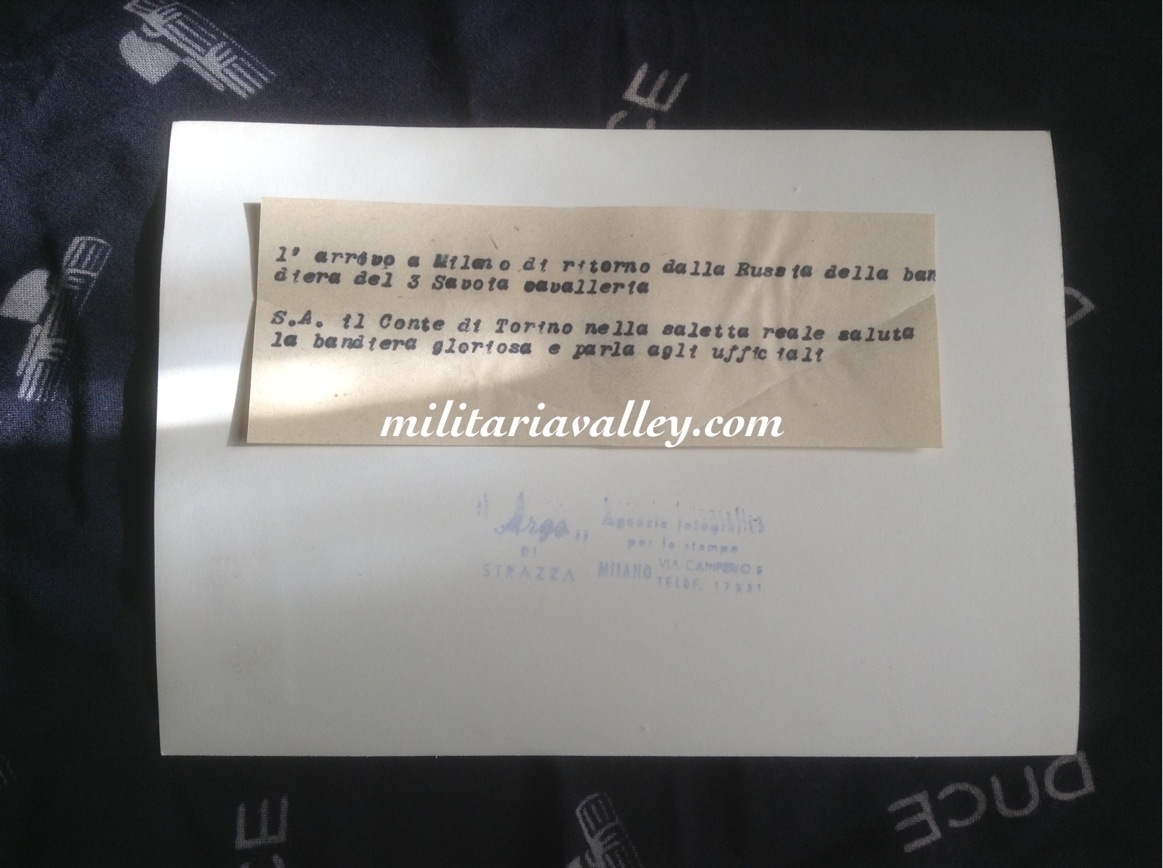 DUCE
l' arrivo a Milano di ritorno dalla Russia della ban
diera del 3 Savoia cavalleria
S.A. il Conte di Torino nella saletta reale saluta
la bandiera gloriosa e parla agli ufficiali
militariavalley.com
Argo,, Agenzia
per la stampa
DI
STRAZZA MILANO VIA
TELEF.
DUCE